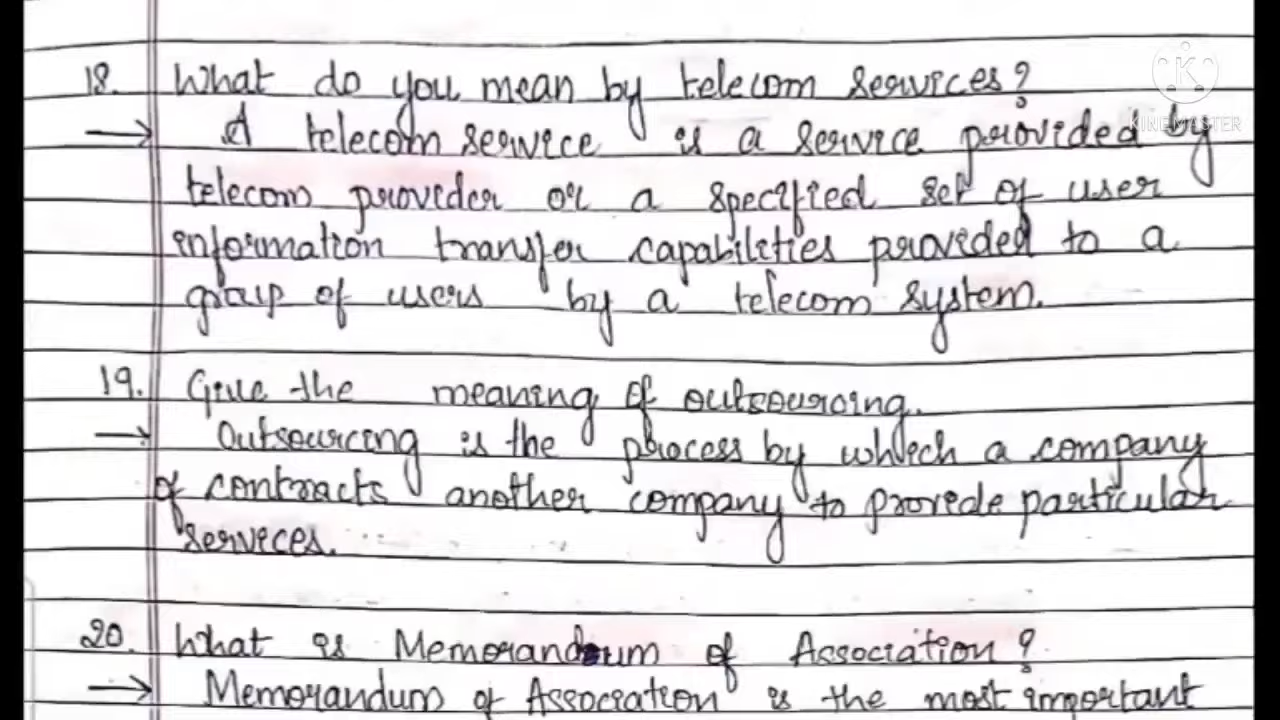 18. What do you mean by telecom services?
→ A telecom service is a service provided by
telecom provider or a specified set of user
information transfer capabilities provided to a
group of users by a telecom system.
19. Give the meaning of outsourcing.
→ Outsourcing is the process by which a company
of contracts another company to provide particular
services.
20. What is Memorandum of Association?
→ Memorandum of Association is the most important
K
KINEMASTER